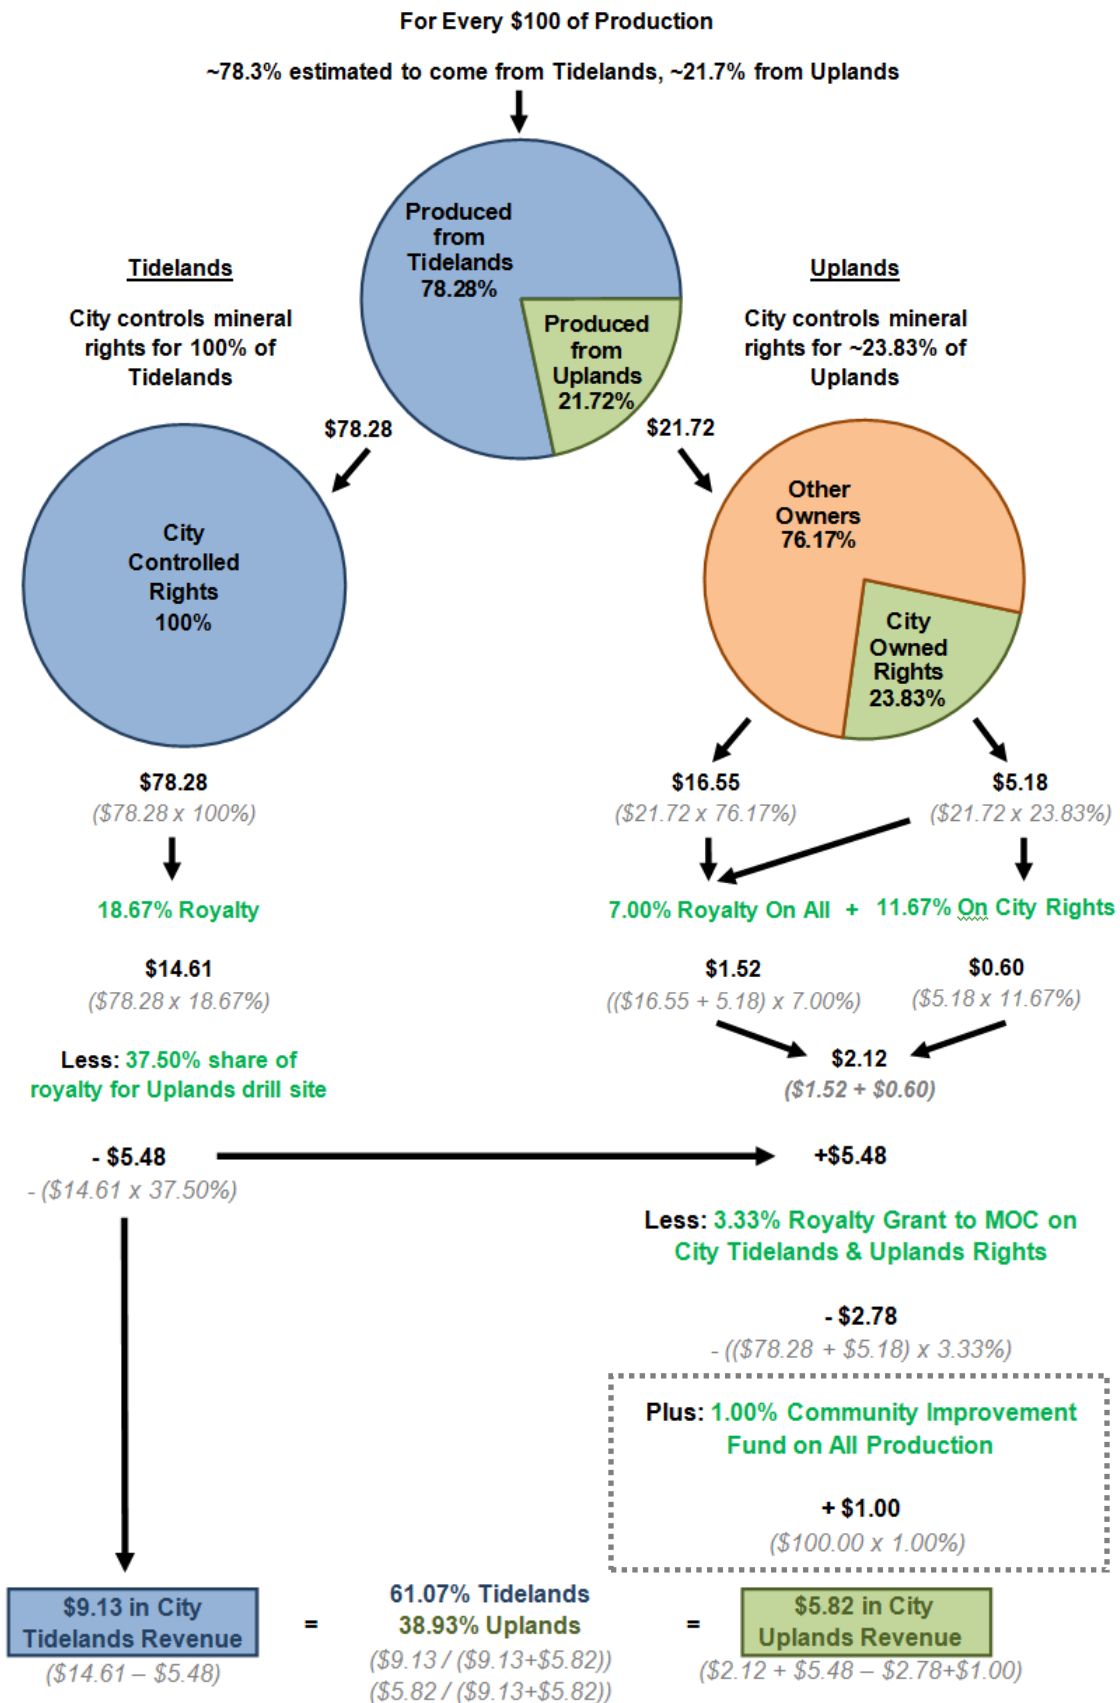 For Every $100 of Production
~78.3% estimated to come from Tidelands, ~21.7% from Uplands
Produced
from
Tidelands
78.28%
Produced
from
Uplands
21.72%
Tidelands
City controls mineral
rights for 100% of
Tidelands
Uplands
City controls mineral
rights for ~23.83% of
Uplands
$78.28
$21.72
City
Controlled
Rights
100%
Other
Owners
76.17%
City
Owned
Rights
23.83%
$78.28
($78.28 x 100%)
$16.55
($21.72 x 76.17%)
$5.18
($21.72 x 23.83%)
18.67% Royalty
7.00% Royalty On All + 11.67% On City Rights
$14.61
($78.28 x 18.67%)
$1.52
(($16.55 + 5.18) x 7.00%)
$0.60
($5.18 x 11.67%)
Less: 37.50% share of
royalty for Uplands drill site
$2.12
($1.52 + $0.60)
- $5.48
- ($14.61 x 37.50%)
+$5.48
Less: 3.33% Royalty Grant to MOC on
City Tidelands & Uplands Rights
- $2.78
- (($78.28 + $5.18) x 3.33%)
Plus: 1.00% Community Improvement
Fund on All Production
+ $1.00
($100.00 x 1.00%)
$9.13 in City
Tidelands Revenue
($14.61 – $5.48)
=
61.07% Tidelands
38.93% Uplands
($9.13 / ($9.13+$5.82))
($5.82 / ($9.13+$5.82))
=
$5.82 in City
Uplands Revenue
($2.12 + $5.48 – $2.78+$1.00)